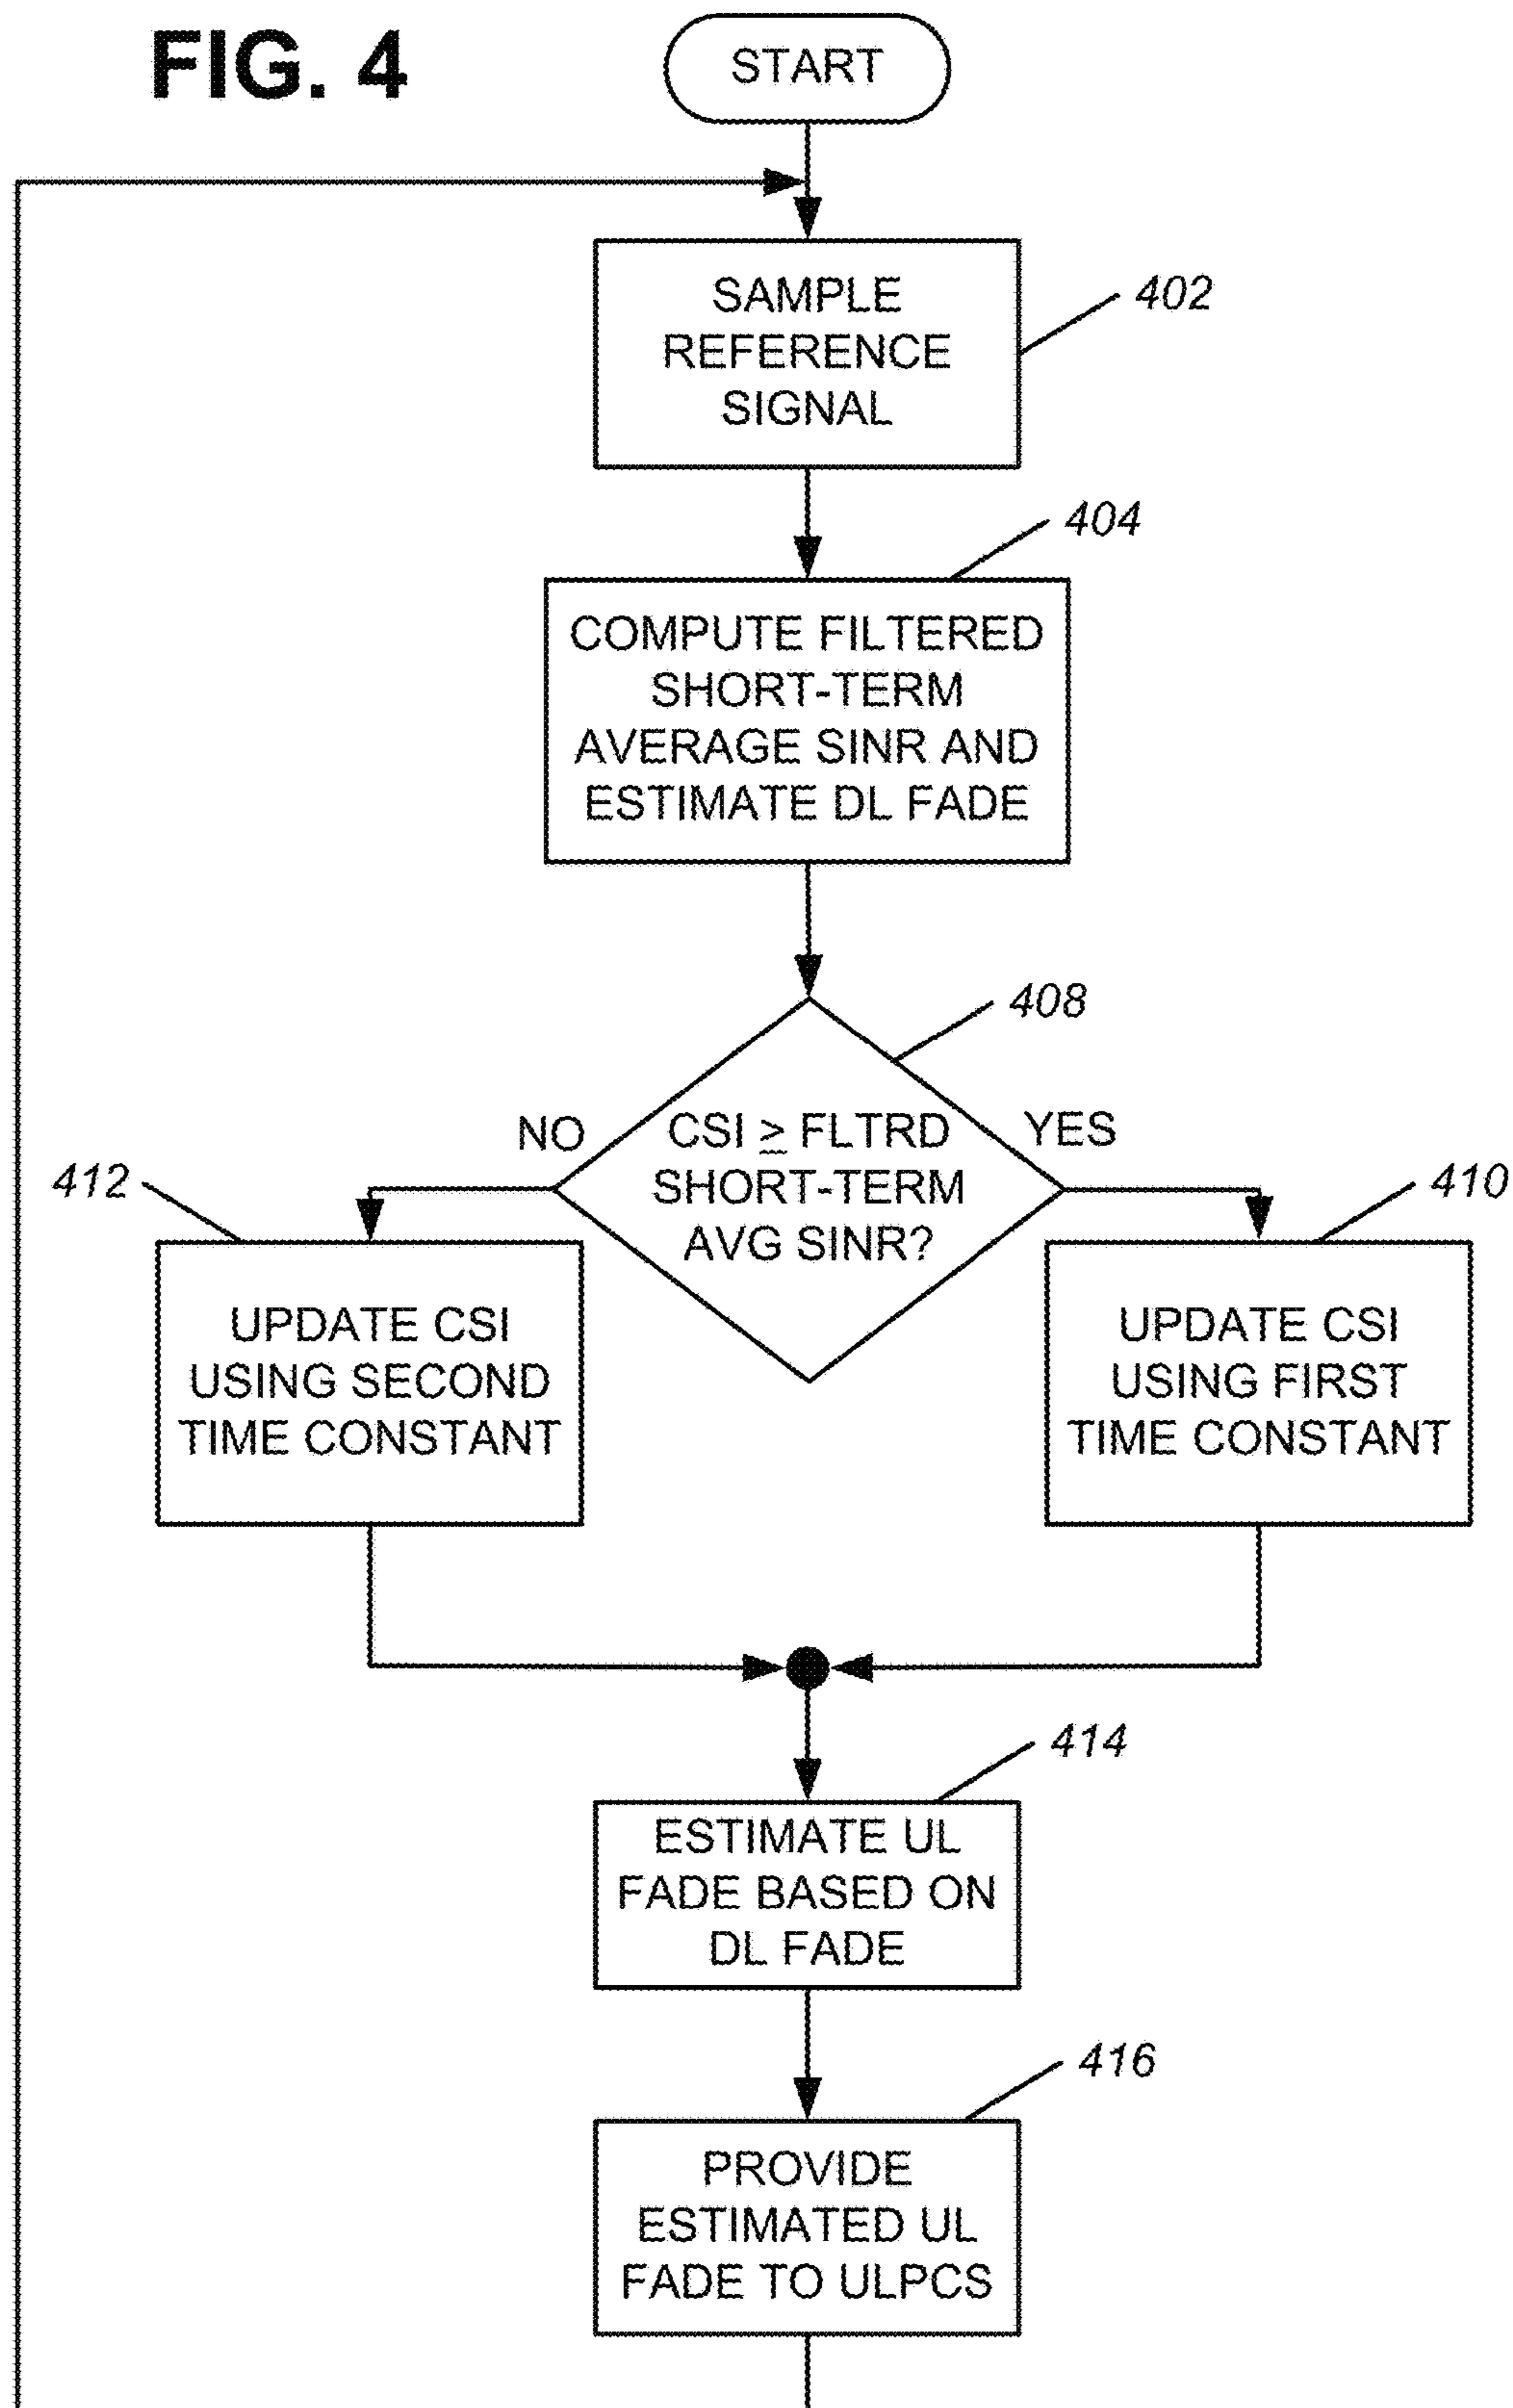 FIG. 4
START
SAMPLE
REFERENCE
SIGNAL
402
404
COMPUTE FILTERED
SHORT-TERM
AVERAGE SINR AND
ESTIMATE DL FADE
408
NO
CSI ≥ FLTRD
SHORT-TERM
AVG SINR?
YES
412
410
UPDATE CSI
USING SECOND
TIME CONSTANT
UPDATE CSI
USING FIRST
TIME CONSTANT
414
ESTIMATE UL
FADE BASED ON
DL FADE
416
PROVIDE
ESTIMATED UL
FADE TO ULPCS